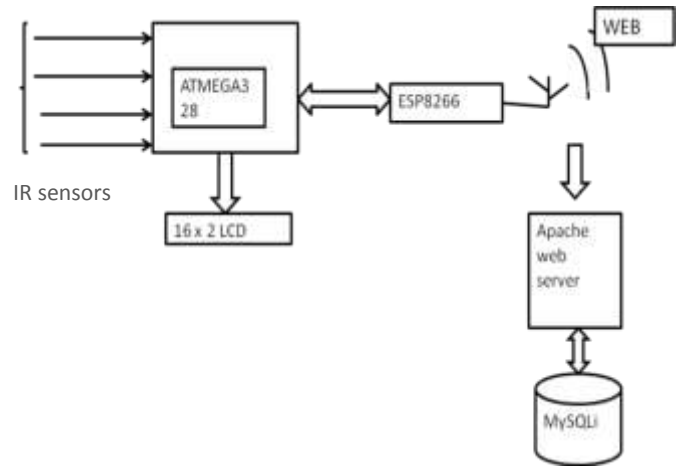 WEB
ATMEGA3
28
ESP8266
IR sensors
16 x 2 LCD
Apache
web
server
MySQLi